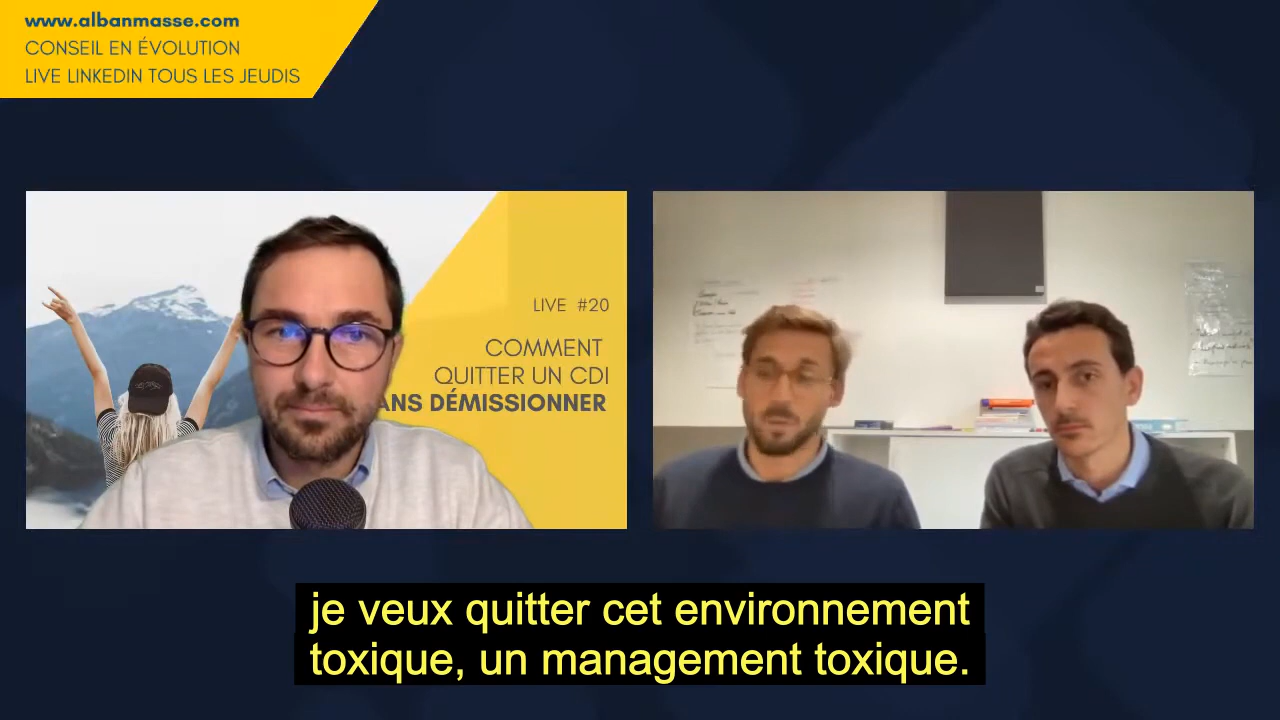 www.albanmasse.com
CONSEIL EN ÉVOLUTION
LIVE LINKEDIN TOUS LES JEUDIS
LIVE #20
COMMENT
QUITTER UN CDI
ANS DÉMISSIONNER
je veux quitter cet environnement
toxique, un management toxique.